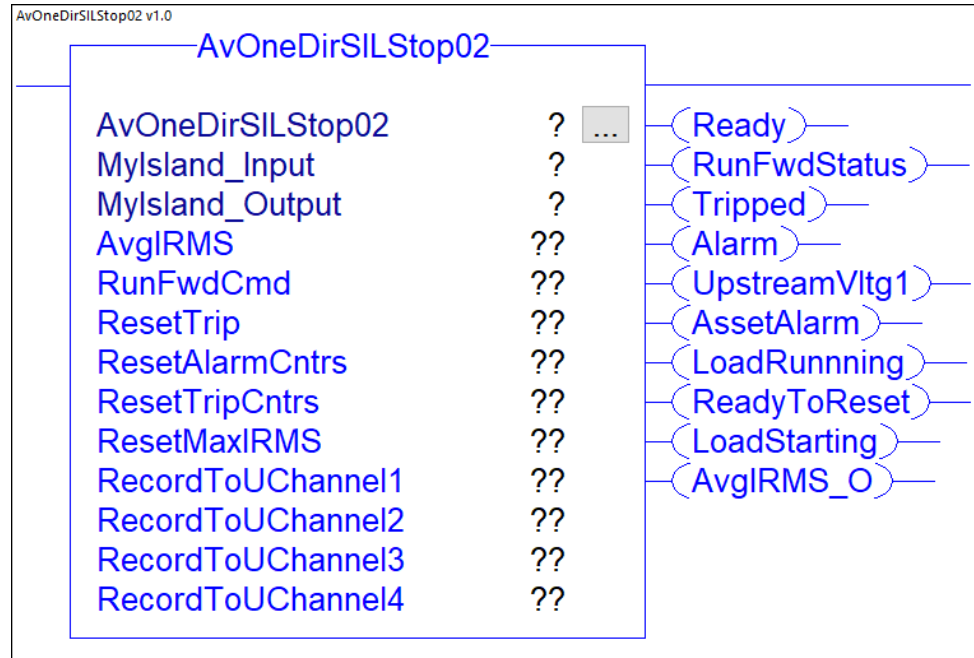 AvOneDirSILStop02 v1.0
AvOneDirSILStop02
AvOneDirSILStop02 ? ... Ready
MyIsland_Input ? RunFwdStatus
MyIsland_Output ? Tripped
AvgIRMS ?? Alarm
RunFwdCmd ?? UpstreamVltg1
ResetTrip ?? AssetAlarm
ResetAlarmCntrs ?? LoadRunnning
ResetTripCntrs ?? ReadyToReset
ResetMaxIRMS ?? LoadStarting
RecordToUChannel1 ?? AvgIRMS_O
RecordToUChannel2 ??
RecordToUChannel3 ??
RecordToUChannel4 ??